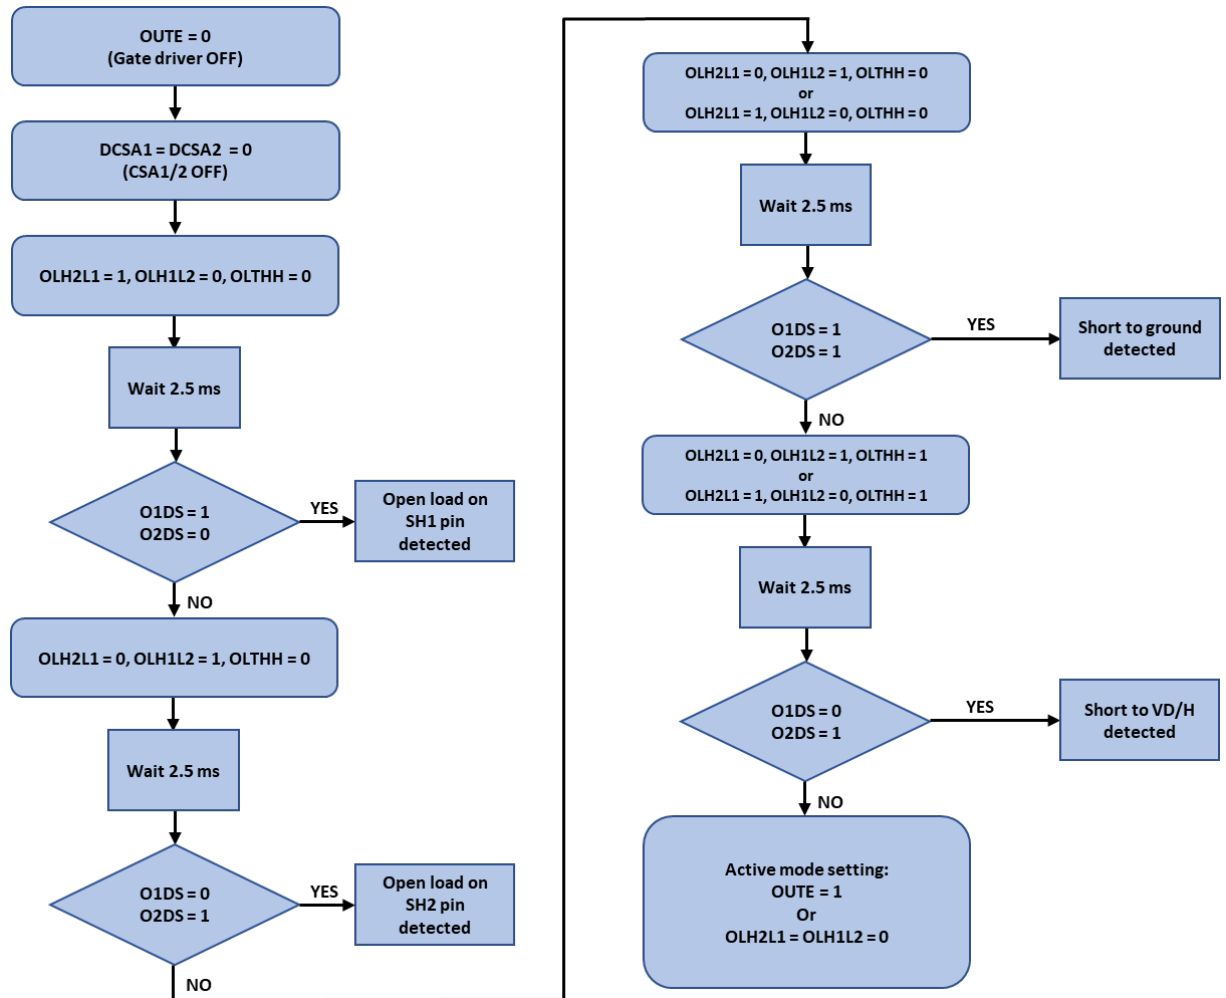 OUTE = 0
(Gate driver OFF)
DCSA1 = DCSA2 = 0
(CSA1/2 OFF)
OLH2L1 = 1, OLH1L2 = 0, OLTHH = 0
Wait 2.5 ms
O1DS = 1
O2DS = 0
YES
Open load on
SH1 pin
detected
NO
OLH2L1 = 0, OLH1L2 = 1, OLTHH = 0
Wait 2.5 ms
O1DS = 0
O2DS = 1
YES
Open load on
SH2 pin
detected
NO
OLH2L1 = 0, OLH1L2 = 1, OLTHH = 0
or
OLH2L1 = 1, OLH1L2 = 0, OLTHH = 0
Wait 2.5 ms
O1DS = 1
O2DS = 1
YES
Short to ground
detected
NO
OLH2L1 = 0, OLH1L2 = 1, OLTHH = 1
or
OLH2L1 = 1, OLH1L2 = 0, OLTHH = 1
Wait 2.5 ms
O1DS = 0
O2DS = 1
YES
Short to VD/H
detected
NO
Active mode setting:
OUTE = 1
Or
OLH2L1 = OLH1L2 = 0